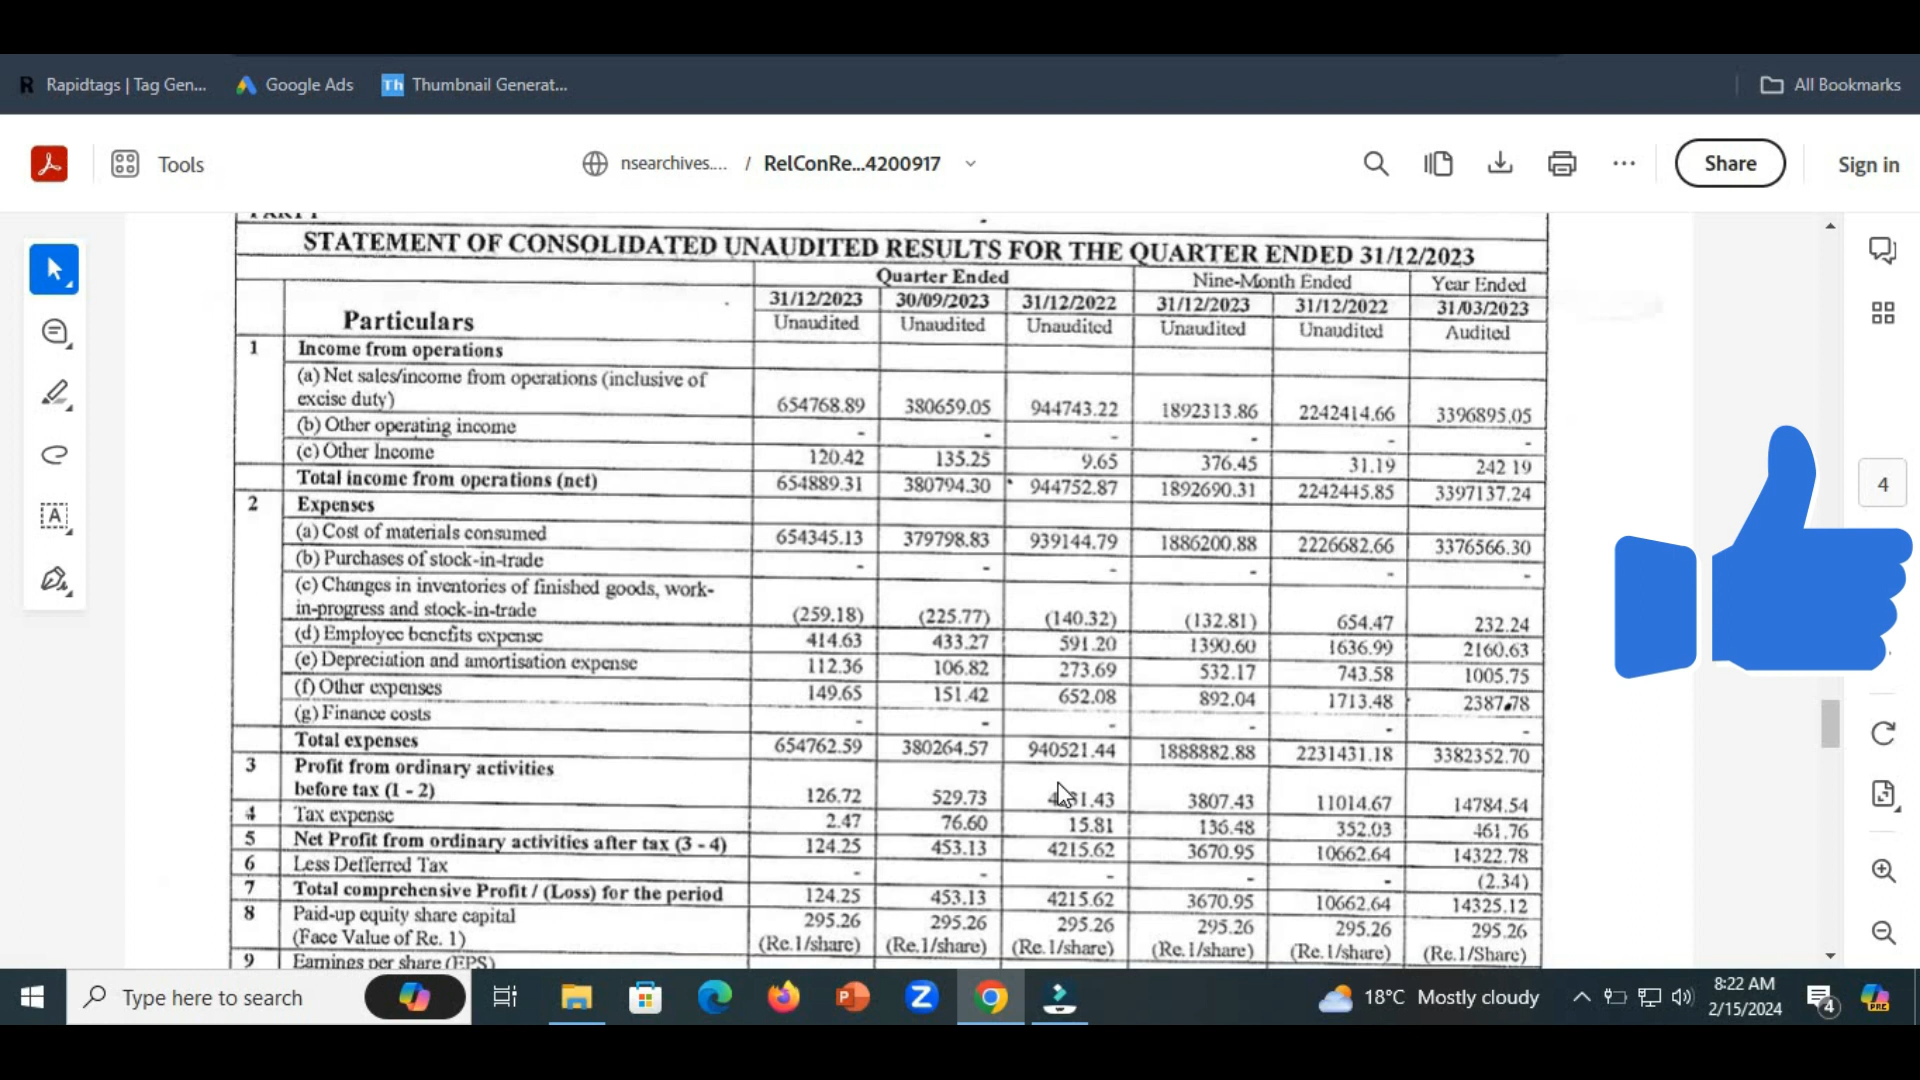 Rapidtags | Tag Gen... Google Ads Th Thumbnail Generat... All Bookmarks
Tools nsearchives.... / RelConRe...4200917 Share Sign in
STATEMENT OF CONSOLIDATED UNAUDITED RESULTS FOR THE QUARTER ENDED 31/12/2023
Quarter Ended Nine-Month Ended Year Ended
31/12/2023 30/09/2023 31/12/2022 31/12/2023 31/12/2022 31/03/2023
Particulars Unaudited Unaudited Unaudited Unaudited Unaudited Audited
1 Income from operations
(a) Net sales/income from operations (inclusive of
excise duty) 654768.89 380659.05 944743.22 1892313.86 2242414.66 3396895.05
(b) Other operating income - - - - - -
(c) Other Income 120.42 135.25 9.65 376.45 31.19 242 19
Total income from operations (net) 654889.31 380794.30 944752.87 1892690.31 2242445.85 3397137.24
2 Expenses
(a) Cost of materials consumed 654345.13 379798.83 939144.79 1886200.88 2226682.66 3376566.30
(b) Purchases of stock-in-trade - - - - - -
(c) Changes in inventories of finished goods, work-
in-progress and stock-in-trade (259.18) (225.77) (140.32) (132.81) 654.47 232.24
(d) Employee benefits expense 414.63 433.27 591.20 1390.60 1636.99 2160.63
(e) Depreciation and amortisation expense 112.36 106.82 273.69 532.17 743.58 1005.75
(f) Other expenses 149.65 151.42 652.08 892.04 1713.48 2387.78
(g) Finance costs - - - - - -
Total expenses 654762.59 380264.57 940521.44 1888882.88 2231431.18 3382352.70
3 Profit from ordinary activities
before tax (1 - 2) 126.72 529.73 3807.43 11014.67 14784.54
4 Tax expense 2.47 76.60 15.81 136.48 352.03 461.76
5 Net Profit from ordinary activities after tax (3 - 4) 124.25 453.13 4215.62 3670.95 10662.64 14322.78
6 Less Defferred Tax - - - - - (2.34)
7 Total comprehensive Profit / (Loss) for the period 124.25 453.13 4215.62 3670.95 10662.64 14325.12
8 Paid-up equity share capital 295.26 295.26 295.26 295.26 295.26 295.26
(Face Value of Re. 1) (Re.1/share) (Re.1/share) (Re.1/share) (Re.1/share) (Re.1/share) (Re.1/Share)
9 Earnings per share (EPS)
4
Type here to search 18°C Mostly cloudy 8:22 AM
2/15/2024 4